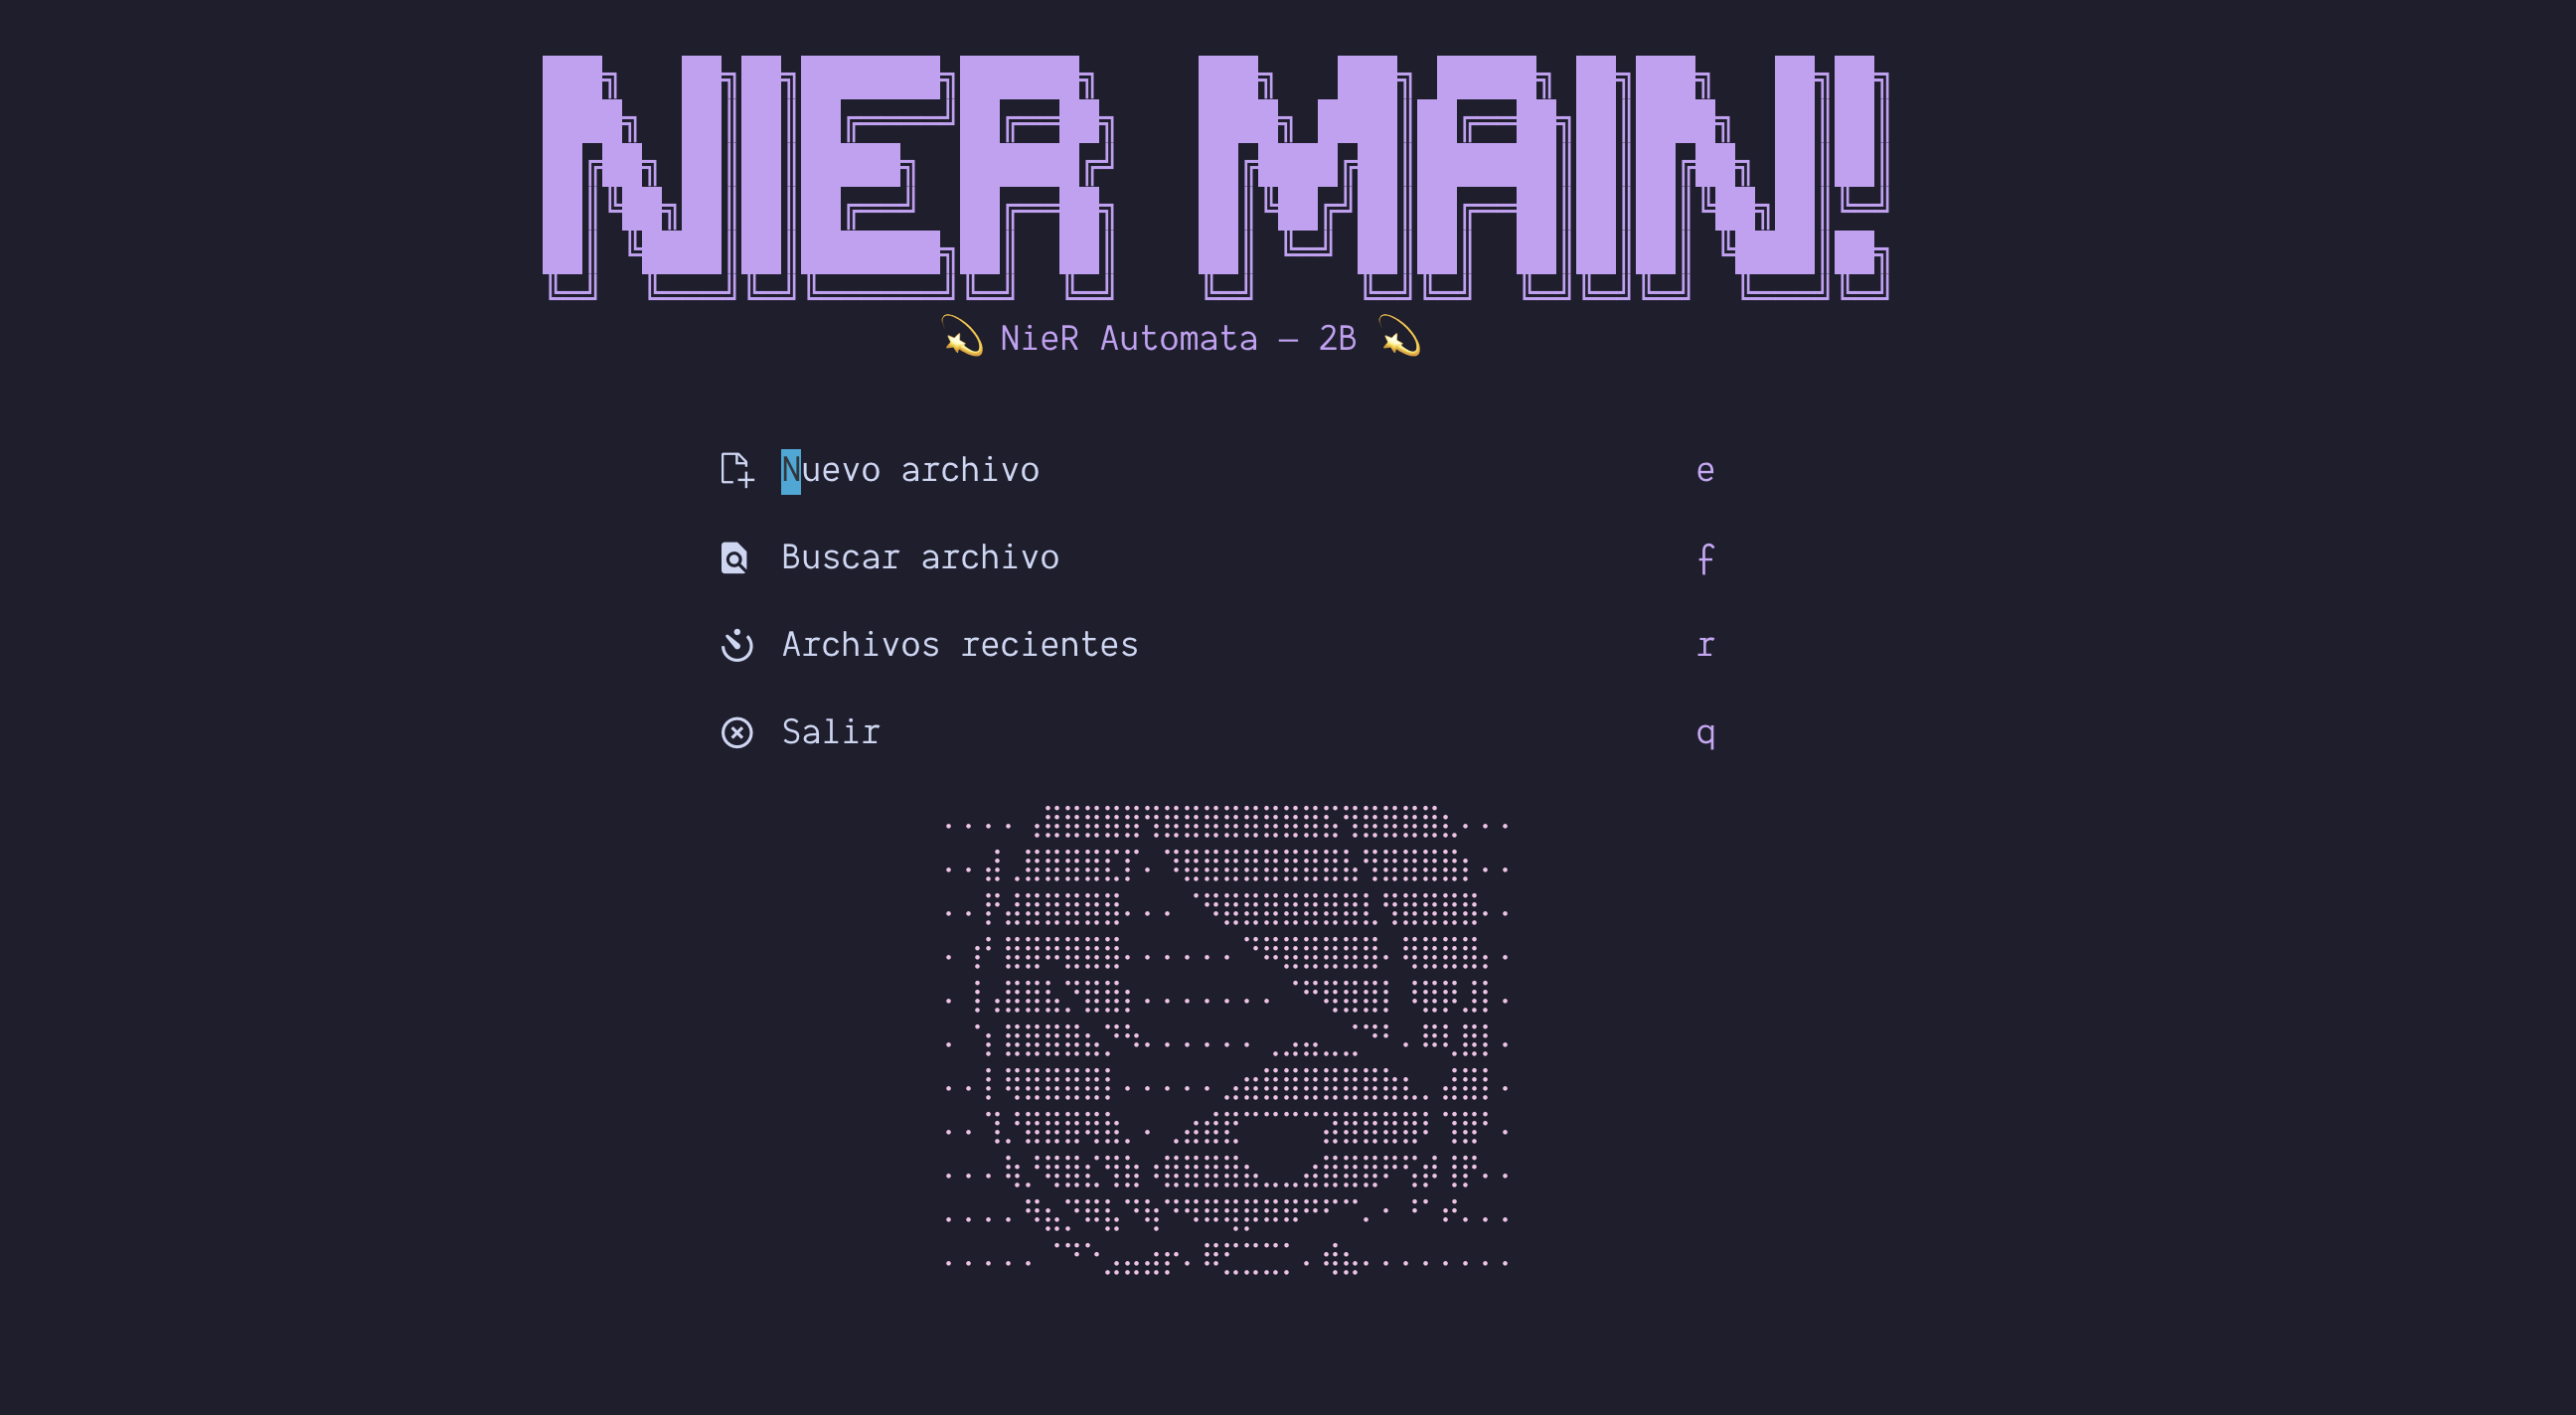 NIER MAIN!
💫 NieR Automata — 2B 💫
Nuevo archivo e
Buscar archivo f
Archivos recientes r
Salir q